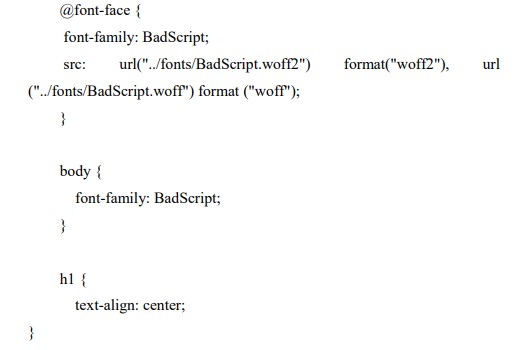 @font-face {
font-family: BadScript;
src: url("../fonts/BadScript.woff2") format("woff2"), url
("../fonts/BadScript.woff") format ("woff");
}
body {
font-family: BadScript;
}
h1 {
text-align: center;
}